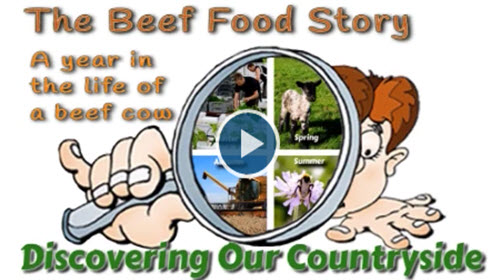 The Beef Food Story
A year in
the life of
a beef cow
Spring
Summer
Discovering Our Countryside